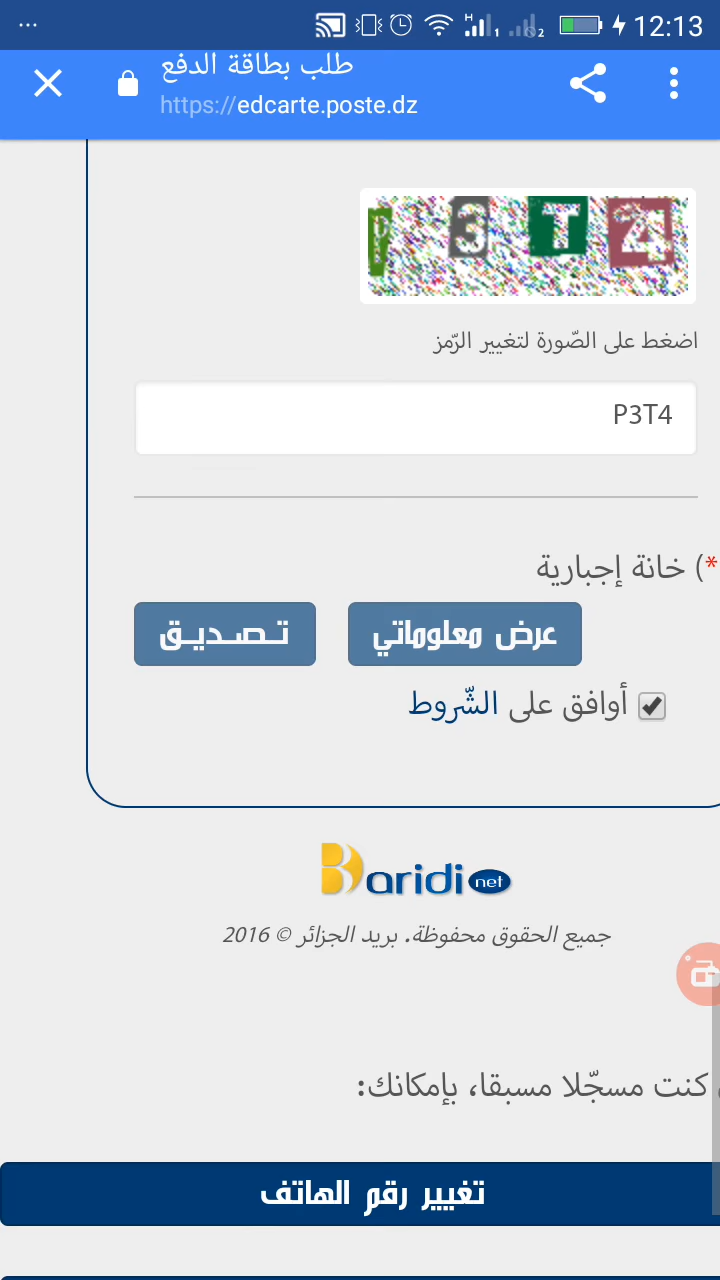 12:13
طلب بطاقة الدفع
https://edcarte.poste.dz
P3T4
اضغط على الصّورة لتغيير الرّمز
P3T4
*) خانة إجبارية
عرض معلوماتي تـصـديـق
أوافق على الشّروط
Baridi net
جميع الحقوق محفوظة. بريد الجزائر © 2016
كنت مسجّلا مسبقا، بإمكانك:
تغيير رقم الهاتف